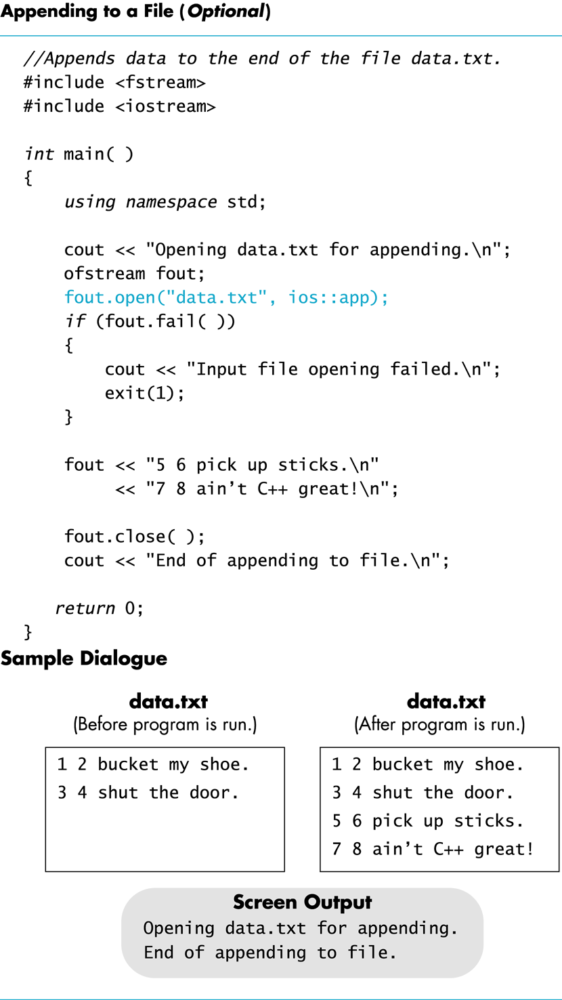 Appending to a File (Optional)
//Appends data to the end of the file data.txt.
#include <fstream>
#include <iostream>
int main( )
{
using namespace std;
cout << "Opening data.txt for appending.\n";
ofstream fout;
fout.open("data.txt", ios::app);
if (fout.fail( ))
{
cout << "Input file opening failed.\n";
exit(1);
}
fout << "5 6 pick up sticks.\n"
<< "7 8 ain’t C++ great!\n";
fout.close( );
cout << "End of appending to file.\n";
return 0;
}
Sample Dialogue
data.txt
(Before program is run.)
1 2 bucket my shoe.
3 4 shut the door.
data.txt
(After program is run.)
1 2 bucket my shoe.
3 4 shut the door.
5 6 pick up sticks.
7 8 ain’t C++ great!
Screen Output
Opening data.txt for appending.
End of appending to file.